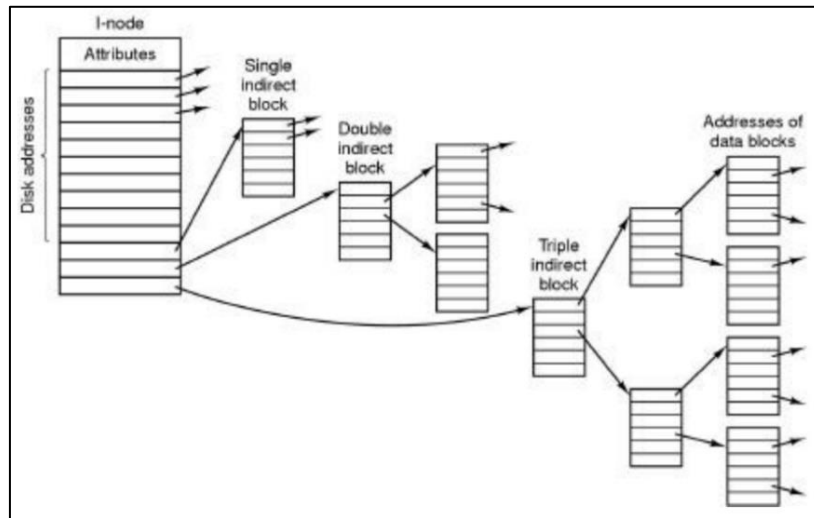 I-node
Attributes
Disk addresses
Single
indirect
block
Double
indirect
block
Triple
indirect
block
Addresses of
data blocks